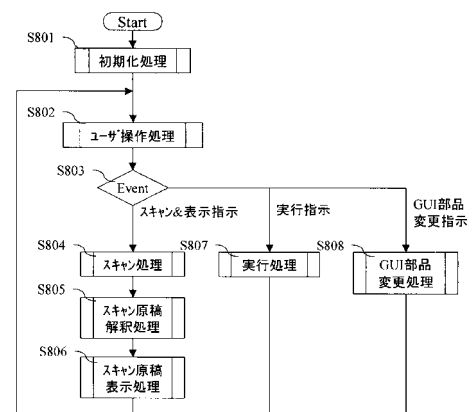 Start
S801
初期化処理
S802
ユーザ操作処理
S803
Event
スキャン&表示指示
実行指示
GUI部品
変更指示
S804
スキャン処理
S807
実行処理
S808
GUI部品
変更処理
S805
スキャン原稿
解釈処理
S806
スキャン原稿
表示処理